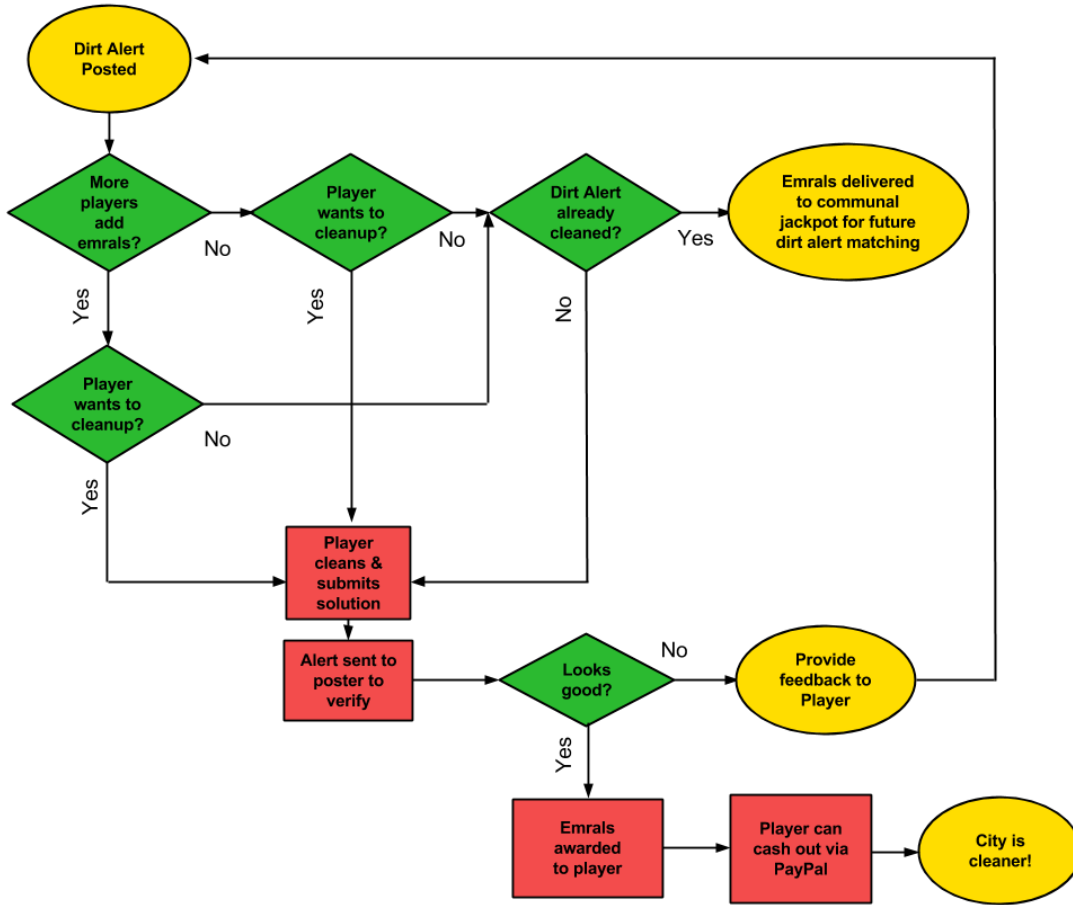 Dirt Alert
Posted
More
players
add
emrals?
No
Player
wants to
cleanup?
No
Dirt Alert
already
cleaned?
Yes
Emrals delivered
to communal
jackpot for future
dirt alert matching
Yes
Yes
No
Player
wants to
cleanup?
No
Yes
Player
cleans &
submits
solution
Alert sent to
poster to
verify
Looks
good?
No
Provide
feedback to
Player
Yes
Emrals
awarded
to player
Player can
cash out via
PayPal
City is
cleaner!